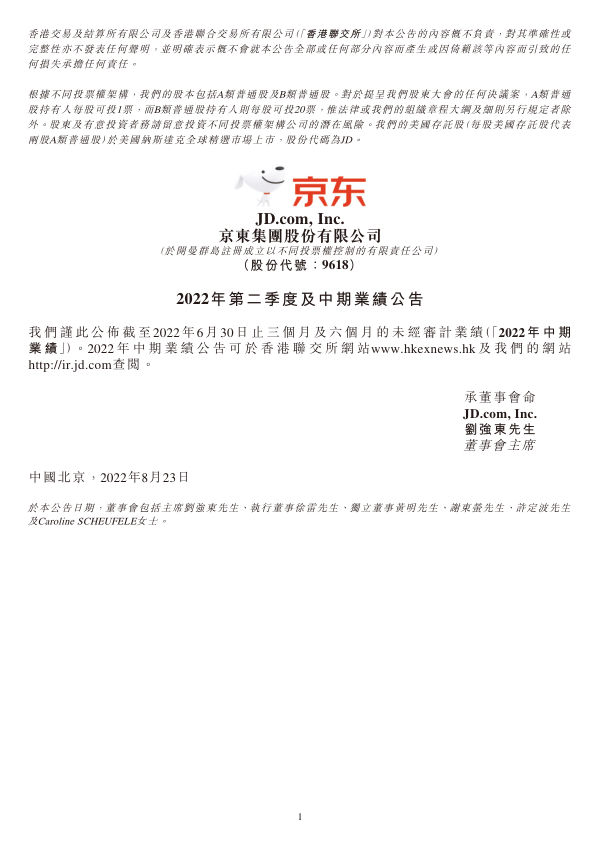 香港交易及結算所有限公司及香港聯合交易所有限公司(「香港聯交所」)對本公告的內容概不負責，對其準確性或
完整性亦不發表任何聲明，並明確表示概不會就本公告全部或任何部分內容而產生或因倚賴該等內容而引致的任
何損失承擔任何責任。
根據不同投票權架構，我們的股本包括A類普通股及B類普通股。對於提呈我們股東大會的任何決議案，A類普通
股持有人每股可投1票，而B類普通股持有人則每股可投20票，惟法律或我們的組織章程大綱及細則另行規定者除
外。股東及有意投資者務請留意投資不同投票權架構公司的潛在風險。我們的美國存託股(每股美國存託股代表
兩股A類普通股)於美國納斯達克全球精選市場上市，股份代碼為JD。
京东
JD.com, Inc.
京東集團股份有限公司
(於開曼群島註冊成立以不同投票權控制的有限責任公司)
（股份代號：9618）
2022年第二季度及中期業績公告
我們謹此公佈截至2022年6月30日止三個月及六個月的未經審計業績(「2022年中期
業績」)。2022年中期業績公告可於香港聯交所網站www.hkexnews.hk及我們的網站
http://ir.jd.com查閱。
承董事會命
JD.com, Inc.
劉強東先生
董事會主席
中國北京，2022年8月23日
於本公告日期，董事會包括主席劉強東先生、執行董事徐雷先生、獨立董事黃明先生、謝東螢先生、許定波先生
及Caroline SCHEUFELE女士。
1